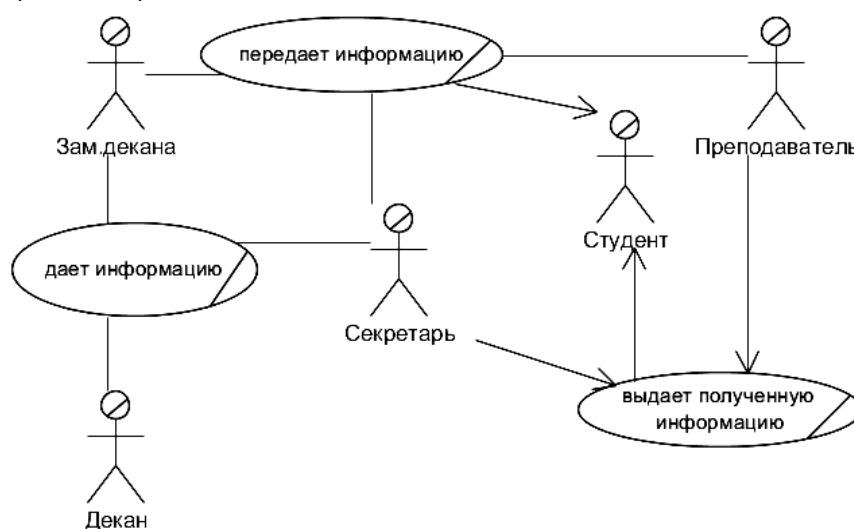 передает информацию
Зам.декана
Преподаватель
Студент
дает информацию
Секретарь
выдает полученную
информацию
Декан